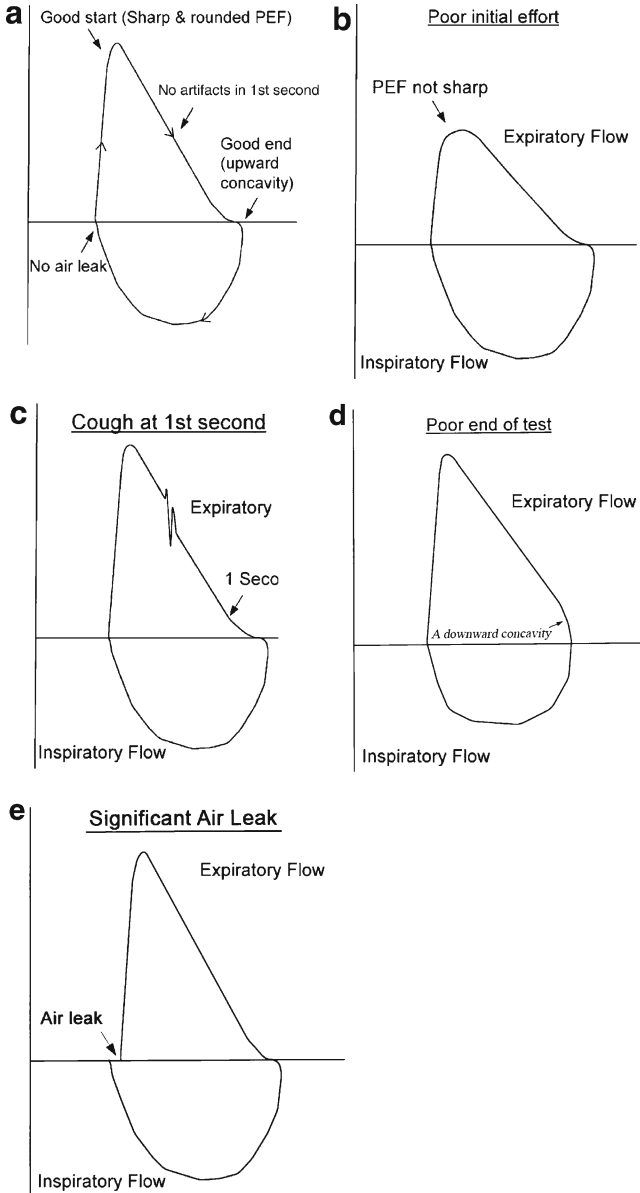 a
Good start (Sharp & rounded PEF)
No artifacts in 1st second
Good end
(upward
concavity)
No air leak
b
Poor initial effort
PEF not sharp
Expiratory Flow
Inspiratory Flow
c
Cough at 1st second
Expiratory
1 Seco
Inspiratory Flow
d
Poor end of test
Expiratory Flow
A downward concavity
Inspiratory Flow
e
Significant Air Leak
Expiratory Flow
Air leak
Inspiratory Flow